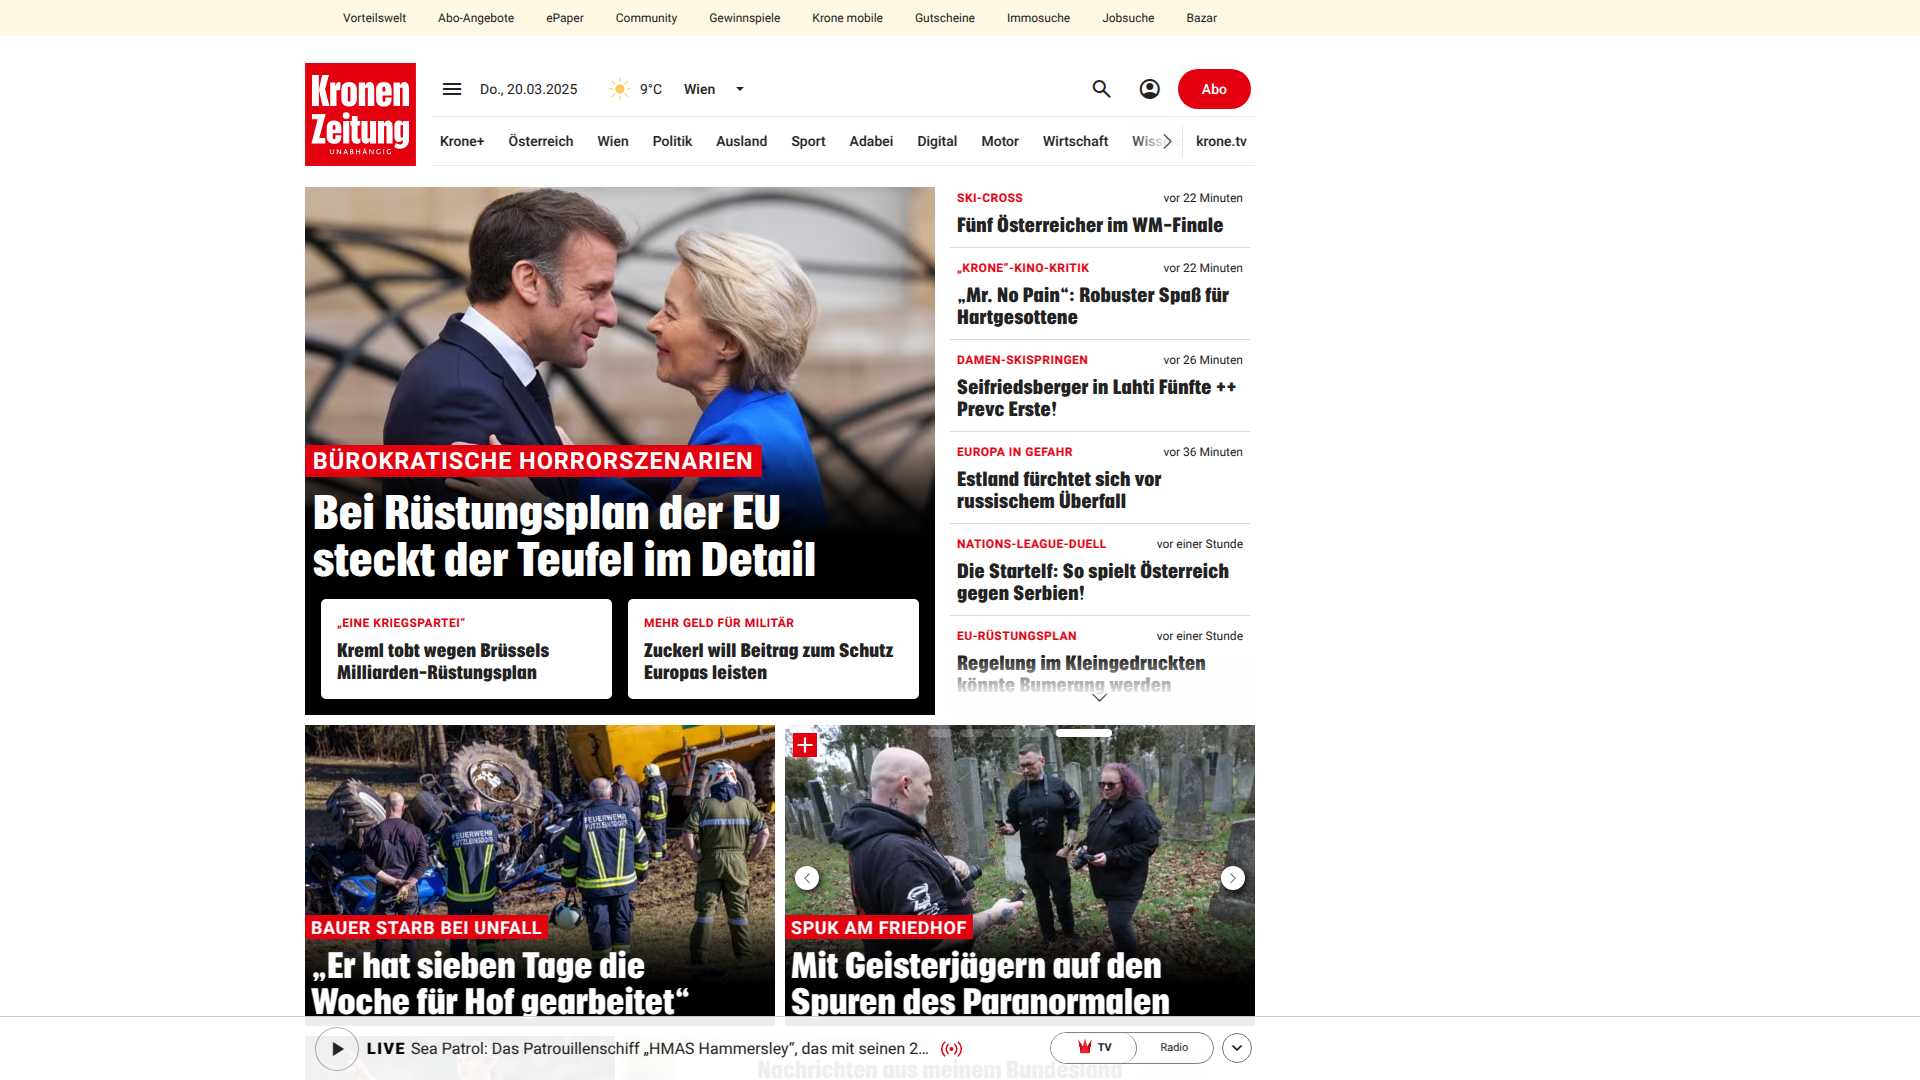 Vorteilswelt Abo-Angebote ePaper Community Gewinnspiele Krone mobile Gutscheine Immosuche Jobsuche Bazar
Kronen
Zeitung
UNABHÄNGIG
Do., 20.03.2025 9°C Wien
Abo
Krone+ Österreich Wien Politik Ausland Sport Adabei Digital Motor Wirtschaft Wiss krone.tv
BÜROKRATISCHE HORRORSZENARIEN
Bei Rüstungsplan der EU
steckt der Teufel im Detail
„EINE KRIEGSPARTEI“
Kreml tobt wegen Brüssels
Milliarden-Rüstungsplan
MEHR GELD FÜR MILITÄR
Zuckerl will Beitrag zum Schutz
Europas leisten
SKI-CROSS vor 22 Minuten
Fünf Österreicher im WM-Finale
„KRONE“-KINO-KRITIK vor 22 Minuten
„Mr. No Pain“: Robuster Spaß für
Hartgesottene
DAMEN-SKISPRINGEN vor 26 Minuten
Seifriedsberger in Lahti Fünfte ++
Prevc Erste!
EUROPA IN GEFAHR vor 36 Minuten
Estland fürchtet sich vor
russischem Überfall
NATIONS-LEAGUE-DUELL vor einer Stunde
Die Startelf: So spielt Österreich
gegen Serbien!
EU-RÜSTUNGSPLAN vor einer Stunde
Regelung im Kleingedruckten
könnte Bumerang werden
FEUERWEHR
PUTZLEINSDORF
FEUERWEHR
PUTZLEINSDORF
BAUER STARB BEI UNFALL
„Er hat sieben Tage die
Woche für Hof gearbeitet“
SPUK AM FRIEDHOF
Mit Geisterjägern auf den
Spuren des Paranormalen
LIVE Sea Patrol: Das Patrouillenschiff „HMAS Hammersley“, das mit seinen 2...
TV
Radio
Nachrichten aus meinem Bundesland